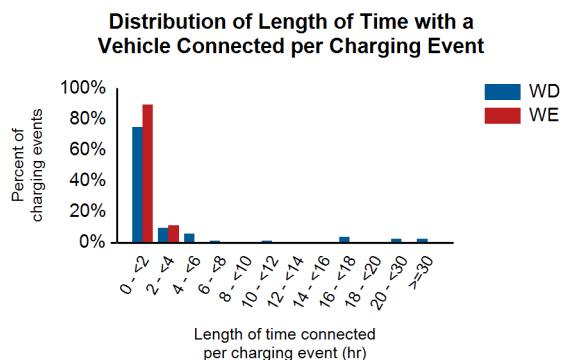 Distribution of Length of Time with a
Vehicle Connected per Charging Event
100%
80%
60%
40%
20%
0%
Percent of
charging events
WD
WE
0 - <2
2 - <4
4 - <6
6 - <8
8 - <10
10 - <12
12 - <14
14 - <16
16 - <18
18 - <20
20 - <30
>=30
Length of time connected
per charging event (hr)